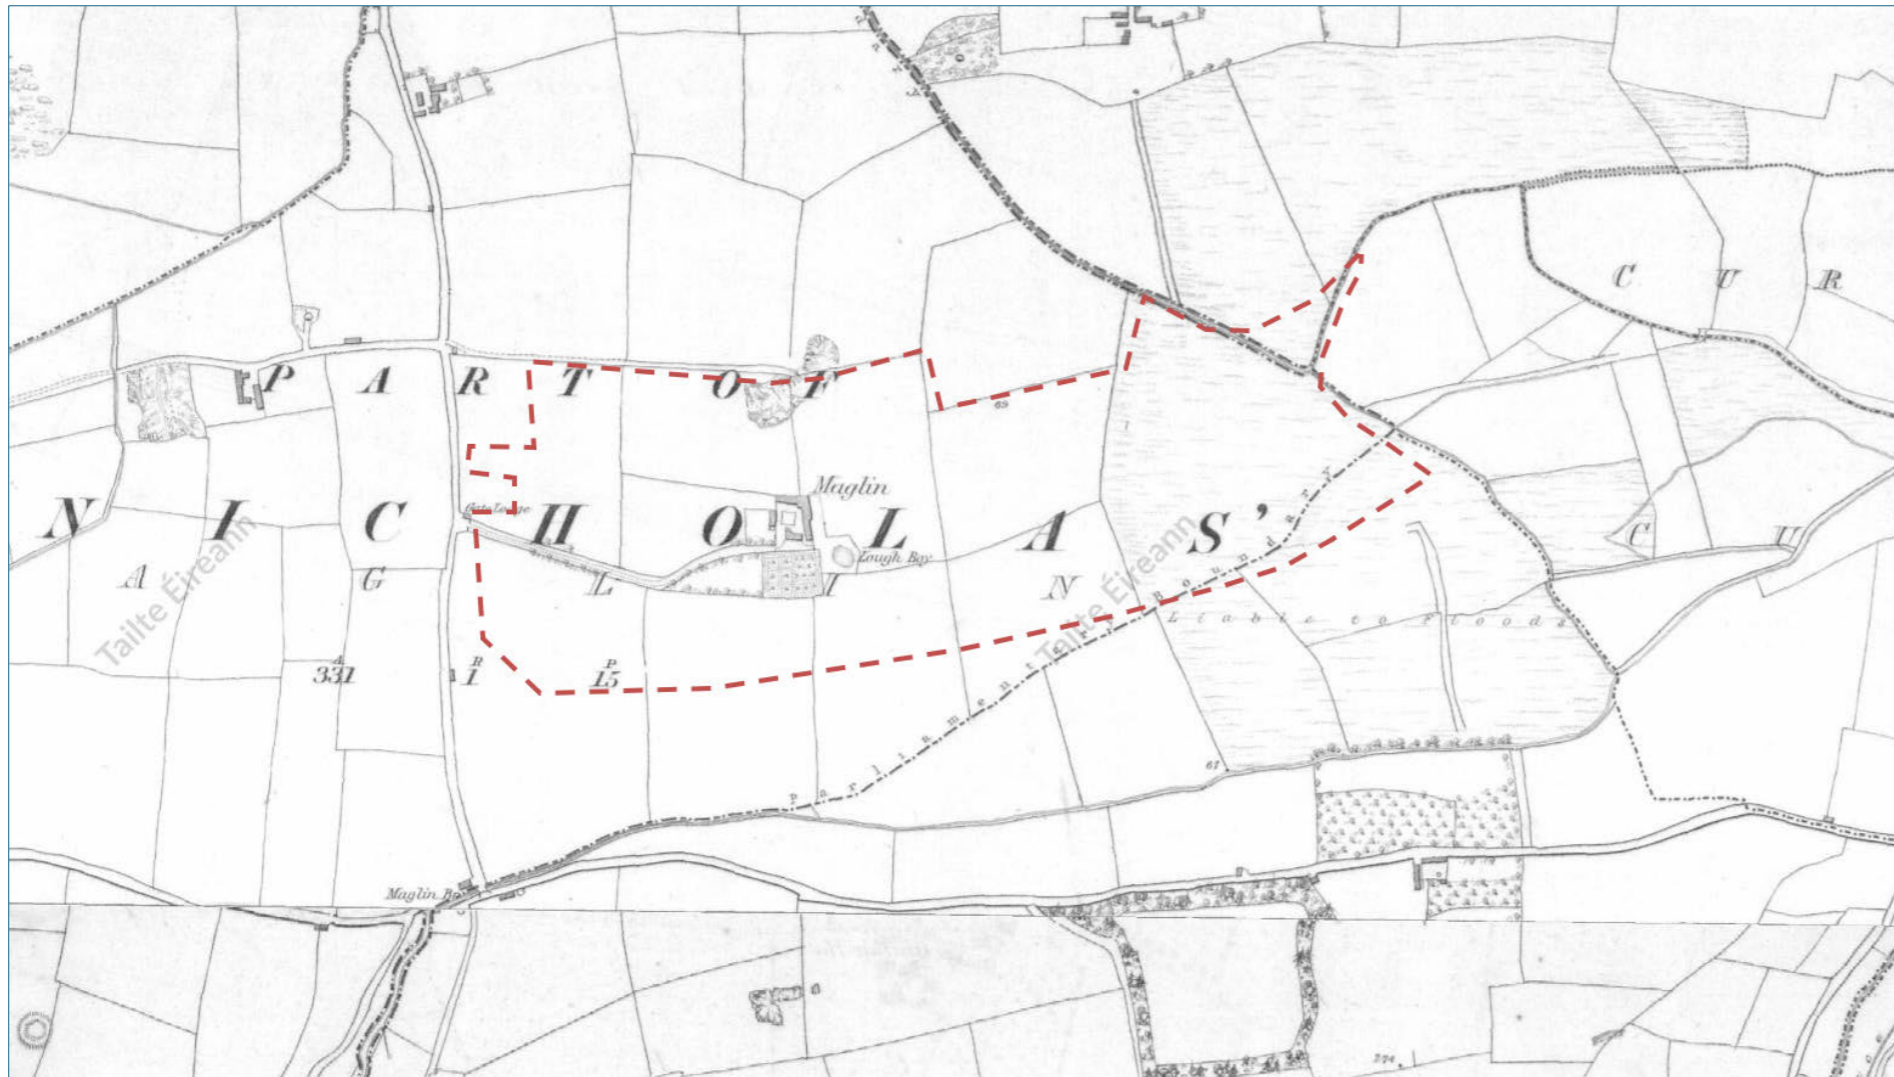 C U R
PART OF
69
Maglin
NICHOLAS'
Gate Lodge
Lough Bay
C U
A G L I N
Tailte Éireann
Tailte Éireann
Parliamentary Boundary
Liable to Floods
A R P
331 1 15
61
Maglin
274